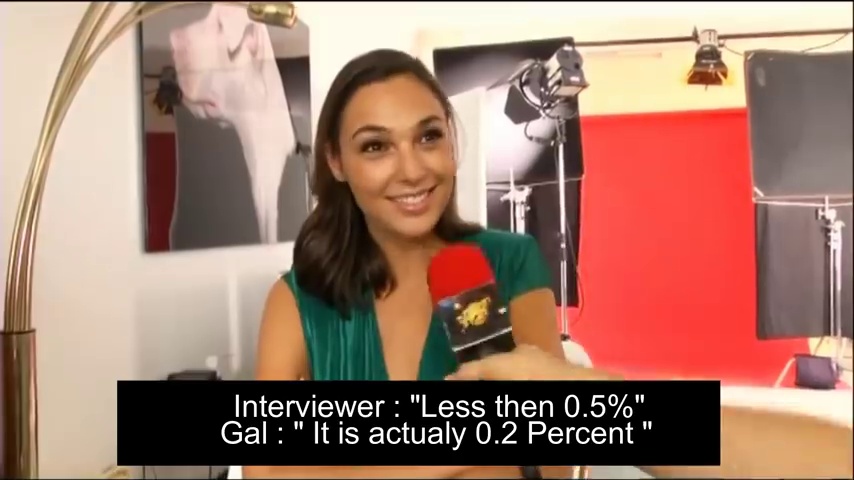 Interviewer : "Less then 0.5%"
Gal : " It is actualy 0.2 Percent "